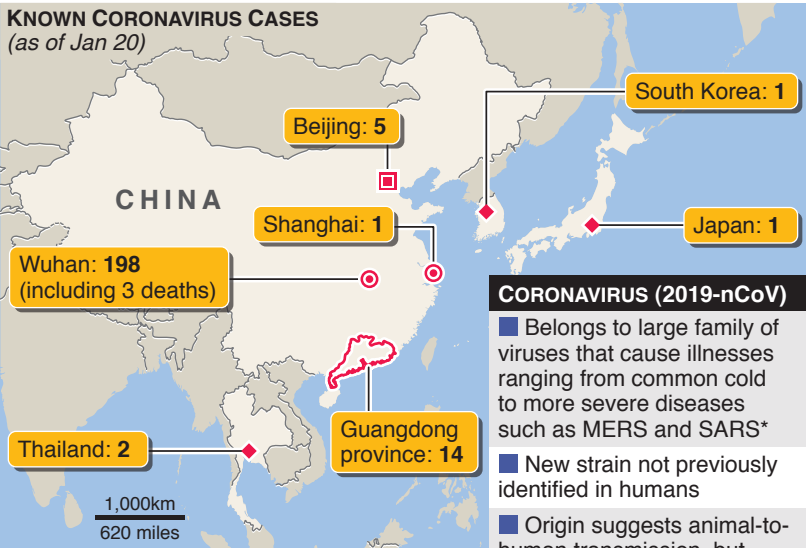 KNOWN CORONAVIRUS CASES
(as of Jan 20)
South Korea: 1
Beijing: 5
CHINA
Shanghai: 1
Japan: 1
Wuhan: 198
(including 3 deaths)
Guangdong
province: 14
Thailand: 2
1,000km
620 miles
CORONAVIRUS (2019-nCoV)
Belongs to large family of
viruses that cause illnesses
ranging from common cold
to more severe diseases
such as MERS and SARS*
New strain not previously
identified in humans
Origin suggests animal-to-
human transmission, but